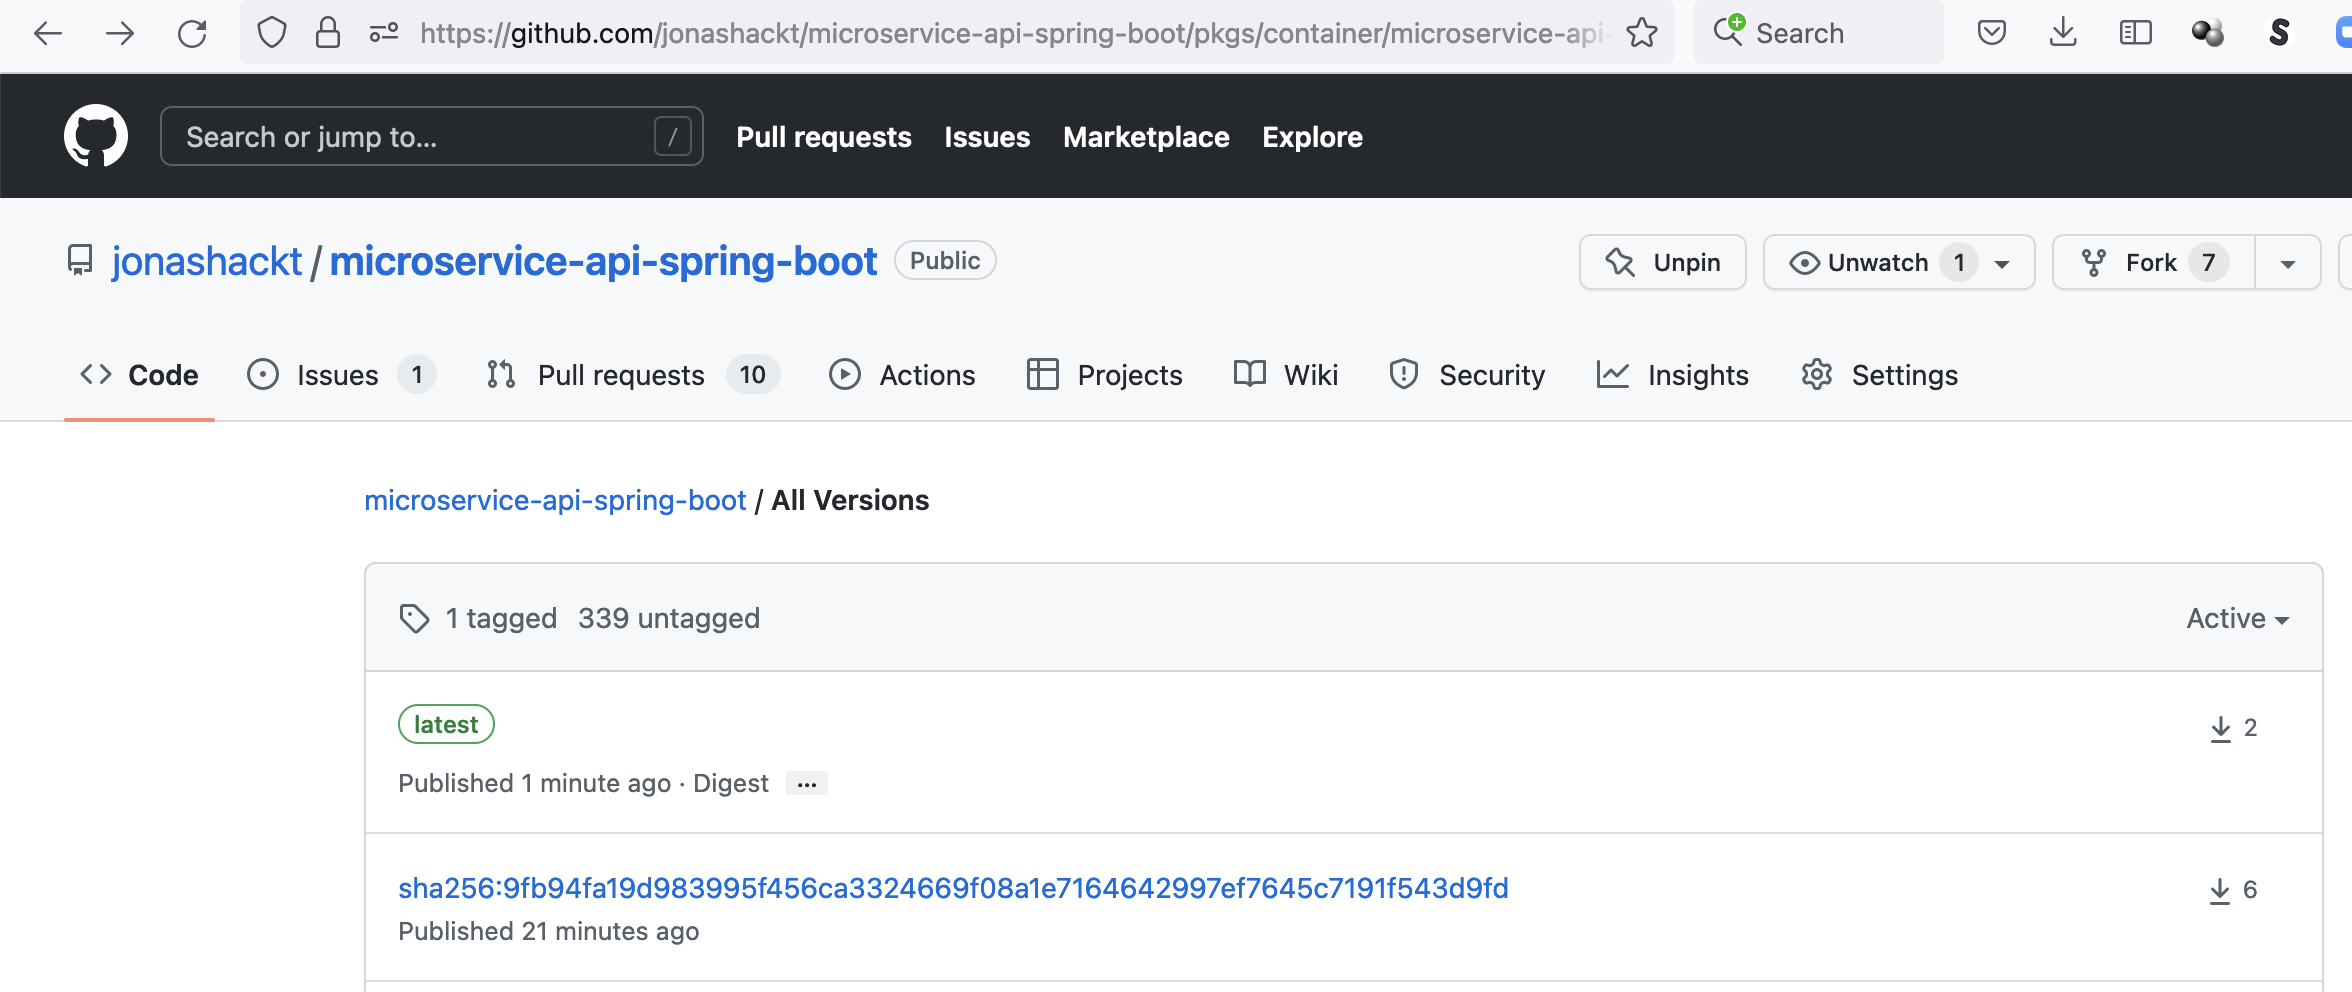 https://github.com/jonashackt/microservice-api-spring-boot/pkgs/container/microservice-api-
Search
Search or jump to...
/
Pull requests
Issues
Marketplace
Explore
jonashackt / microservice-api-spring-boot
Public
Unpin
Unwatch 1
Fork 7
Code
Issues 1
Pull requests 10
Actions
Projects
Wiki
Security
Insights
Settings
microservice-api-spring-boot / All Versions
1 tagged 339 untagged
Active
latest
2
Published 1 minute ago · Digest ...
sha256:9fb94fa19d983995f456ca3324669f08a1e7164642997ef7645c7191f543d9fd
6
Published 21 minutes ago